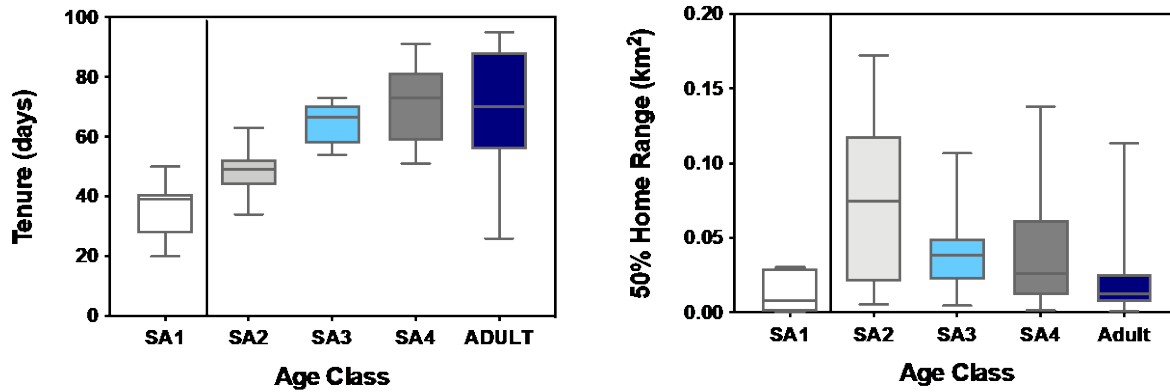 100
80
60
40
20
0
Tenure (days)
SA1 SA2 SA3 SA4 ADULT
Age Class
0.20
0.15
0.10
0.05
0.00
50% Home Range (km²)
SA1 SA2 SA3 SA4 Adult
Age Class